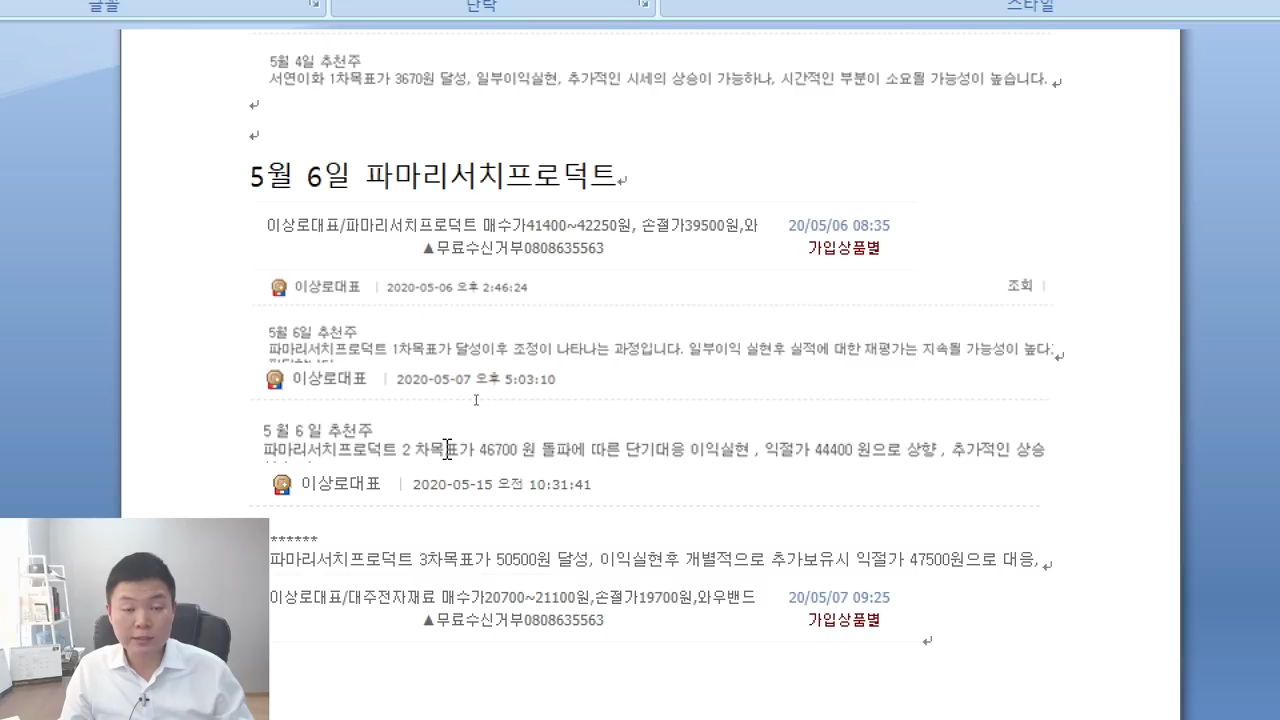 글꼴 단락 스타일
5월 4일 추천주
서연이화 1차목표가 3670원 달성, 일부이익실현, 추가적인 시세의 상승이 가능하나, 시간적인 부분이 소요될 가능성이 높습니다.
5월 6일 파마리서치프로덕트
이상로대표/파마리서치프로덕트 매수가41400~42250원, 손절가39500원,와 20/05/06 08:35
▲무료수신거부0808635563 가입상품별
이상로대표 | 2020-05-06 오후 2:46:24 조회 |
5월 6일 추천주
파마리서치프로덕트 1차목표가 달성이후 조정이 나타나는 과정입니다. 일부이익 실현후 실적에 대한 재평가는 지속될 가능성이 높다
이상로대표 | 2020-05-07 오후 5:03:10
5 월 6 일 추천주
파마리서치프로덕트 2 차목표가 46700 원 돌파에 따른 단기대응 이익실현 , 익절가 44400 원으로 상향 , 추가적인 상승
이상로대표 | 2020-05-15 오전 10:31:41
******
파마리서치프로덕트 3차목표가 50500원 달성, 이익실현후 개별적으로 추가보유시 익절가 47500원으로 대응,
이상로대표/대주전자재료 매수가20700~21100원,손절가19700원,와우밴드 20/05/07 09:25
▲무료수신거부0808635563 가입상품별